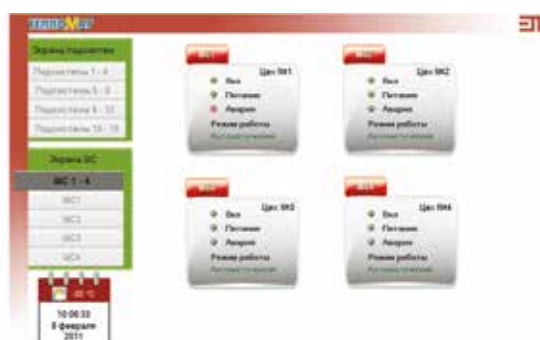 Экраны подсистем
Подсистемы 1 - 4
Подсистемы 5 - 8
Подсистемы 9 - 12
Экраны ШС
ШС 1 - 4
ШС1
ШС2
ШС3
ШС4
10:06:33
8 февраля
2011
Цех №1
Вкл
Питание
Авария
Режим работы
Автоматический
Цех №2
Вкл
Питание
Авария
Режим работы
Автоматический
Цех №3
Вкл
Питание
Авария
Режим работы
Автоматический
Цех №4
Вкл
Питание
Авария
Режим работы
Автоматический